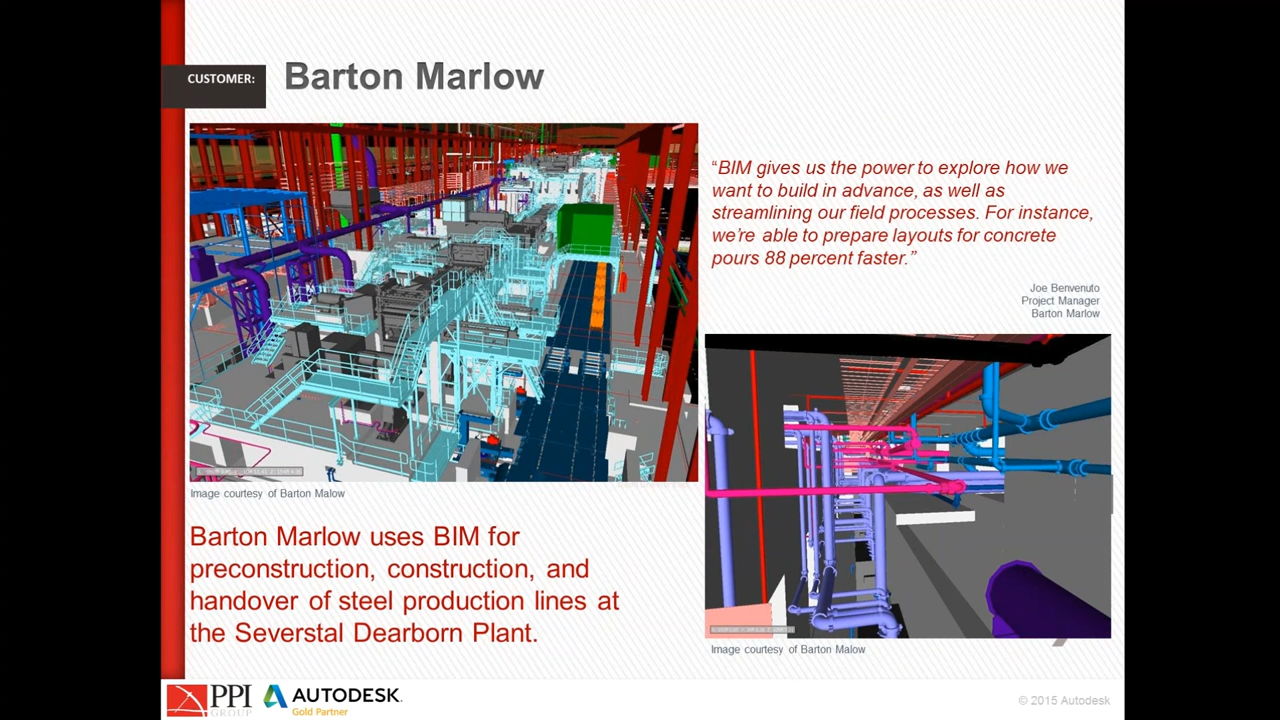 CUSTOMER:
Barton Marlow
“BIM gives us the power to explore how we
want to build in advance, as well as
streamlining our field processes. For instance,
we’re able to prepare layouts for concrete
pours 88 percent faster.”
Joe Benvenuto
Project Manager
Barton Marlow
Image courtesy of Barton Malow
Barton Marlow uses BIM for
preconstruction, construction, and
handover of steel production lines at
the Severstal Dearborn Plant.
Image courtesy of Barton Malow
PPI
GROUP
AUTODESK.
Gold Partner
© 2015 Autodesk